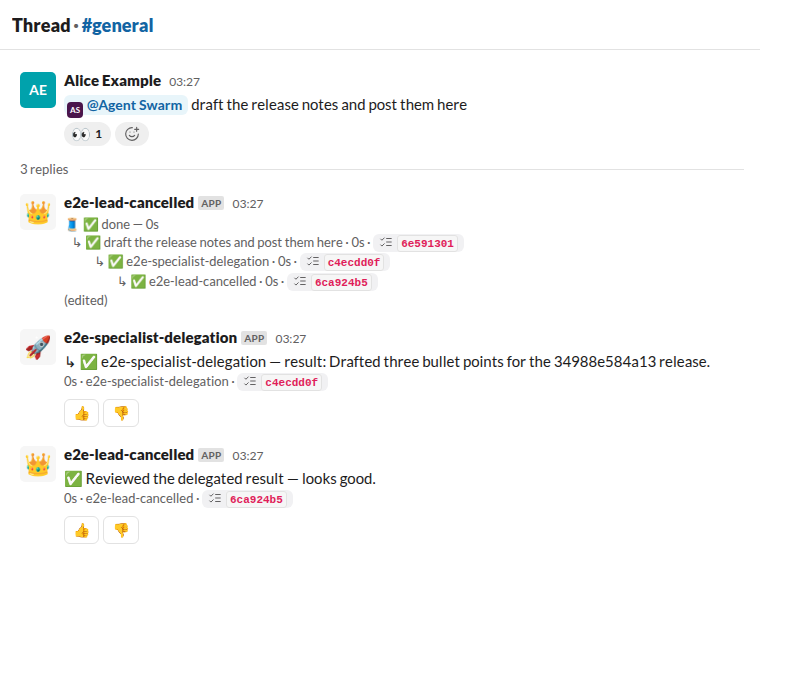 Thread • #general
AE
Alice Example 03:27
AS @Agent Swarm draft the release notes and post them here
👀 1
3 replies
e2e-lead-cancelled APP 03:27
🧵 ✅ done — 0s
↳ ✅ draft the release notes and post them here · 0s · 6e591301
↳ ✅ e2e-specialist-delegation · 0s · c4ecdd0f
↳ ✅ e2e-lead-cancelled · 0s · 6ca924b5
(edited)
e2e-specialist-delegation APP 03:27
↳ ✅ e2e-specialist-delegation — result: Drafted three bullet points for the 34988e584a13 release.
0s · e2e-specialist-delegation · c4ecdd0f
👍 👎
e2e-lead-cancelled APP 03:27
✅ Reviewed the delegated result — looks good.
0s · e2e-lead-cancelled · 6ca924b5
👍 👎